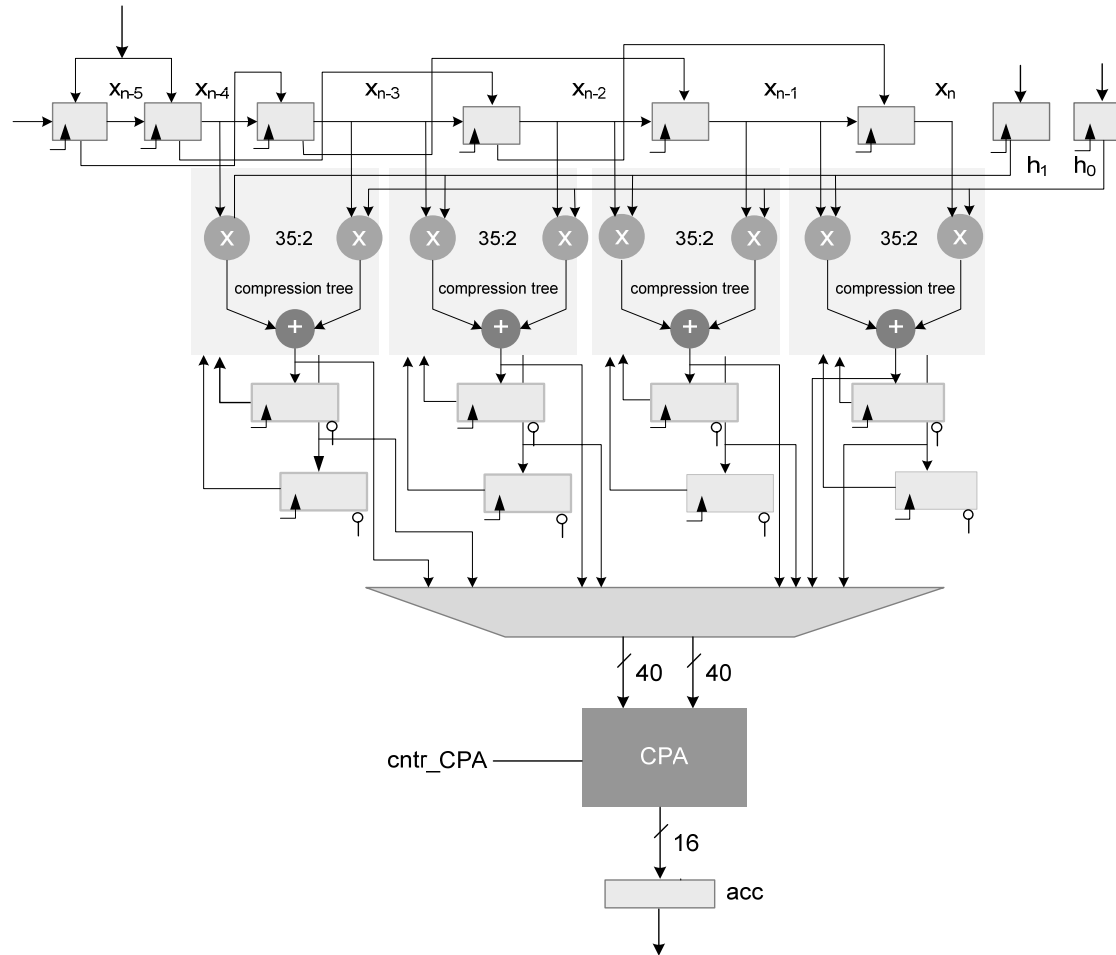 xn-5 xn-4 xn-3 xn-2 xn-1 xn
h1 h0
x 35:2 x x 35:2 x x 35:2 x x 35:2 x
compression tree compression tree compression tree compression tree
+ + + +
40 40
cntr_CPA CPA
16
acc